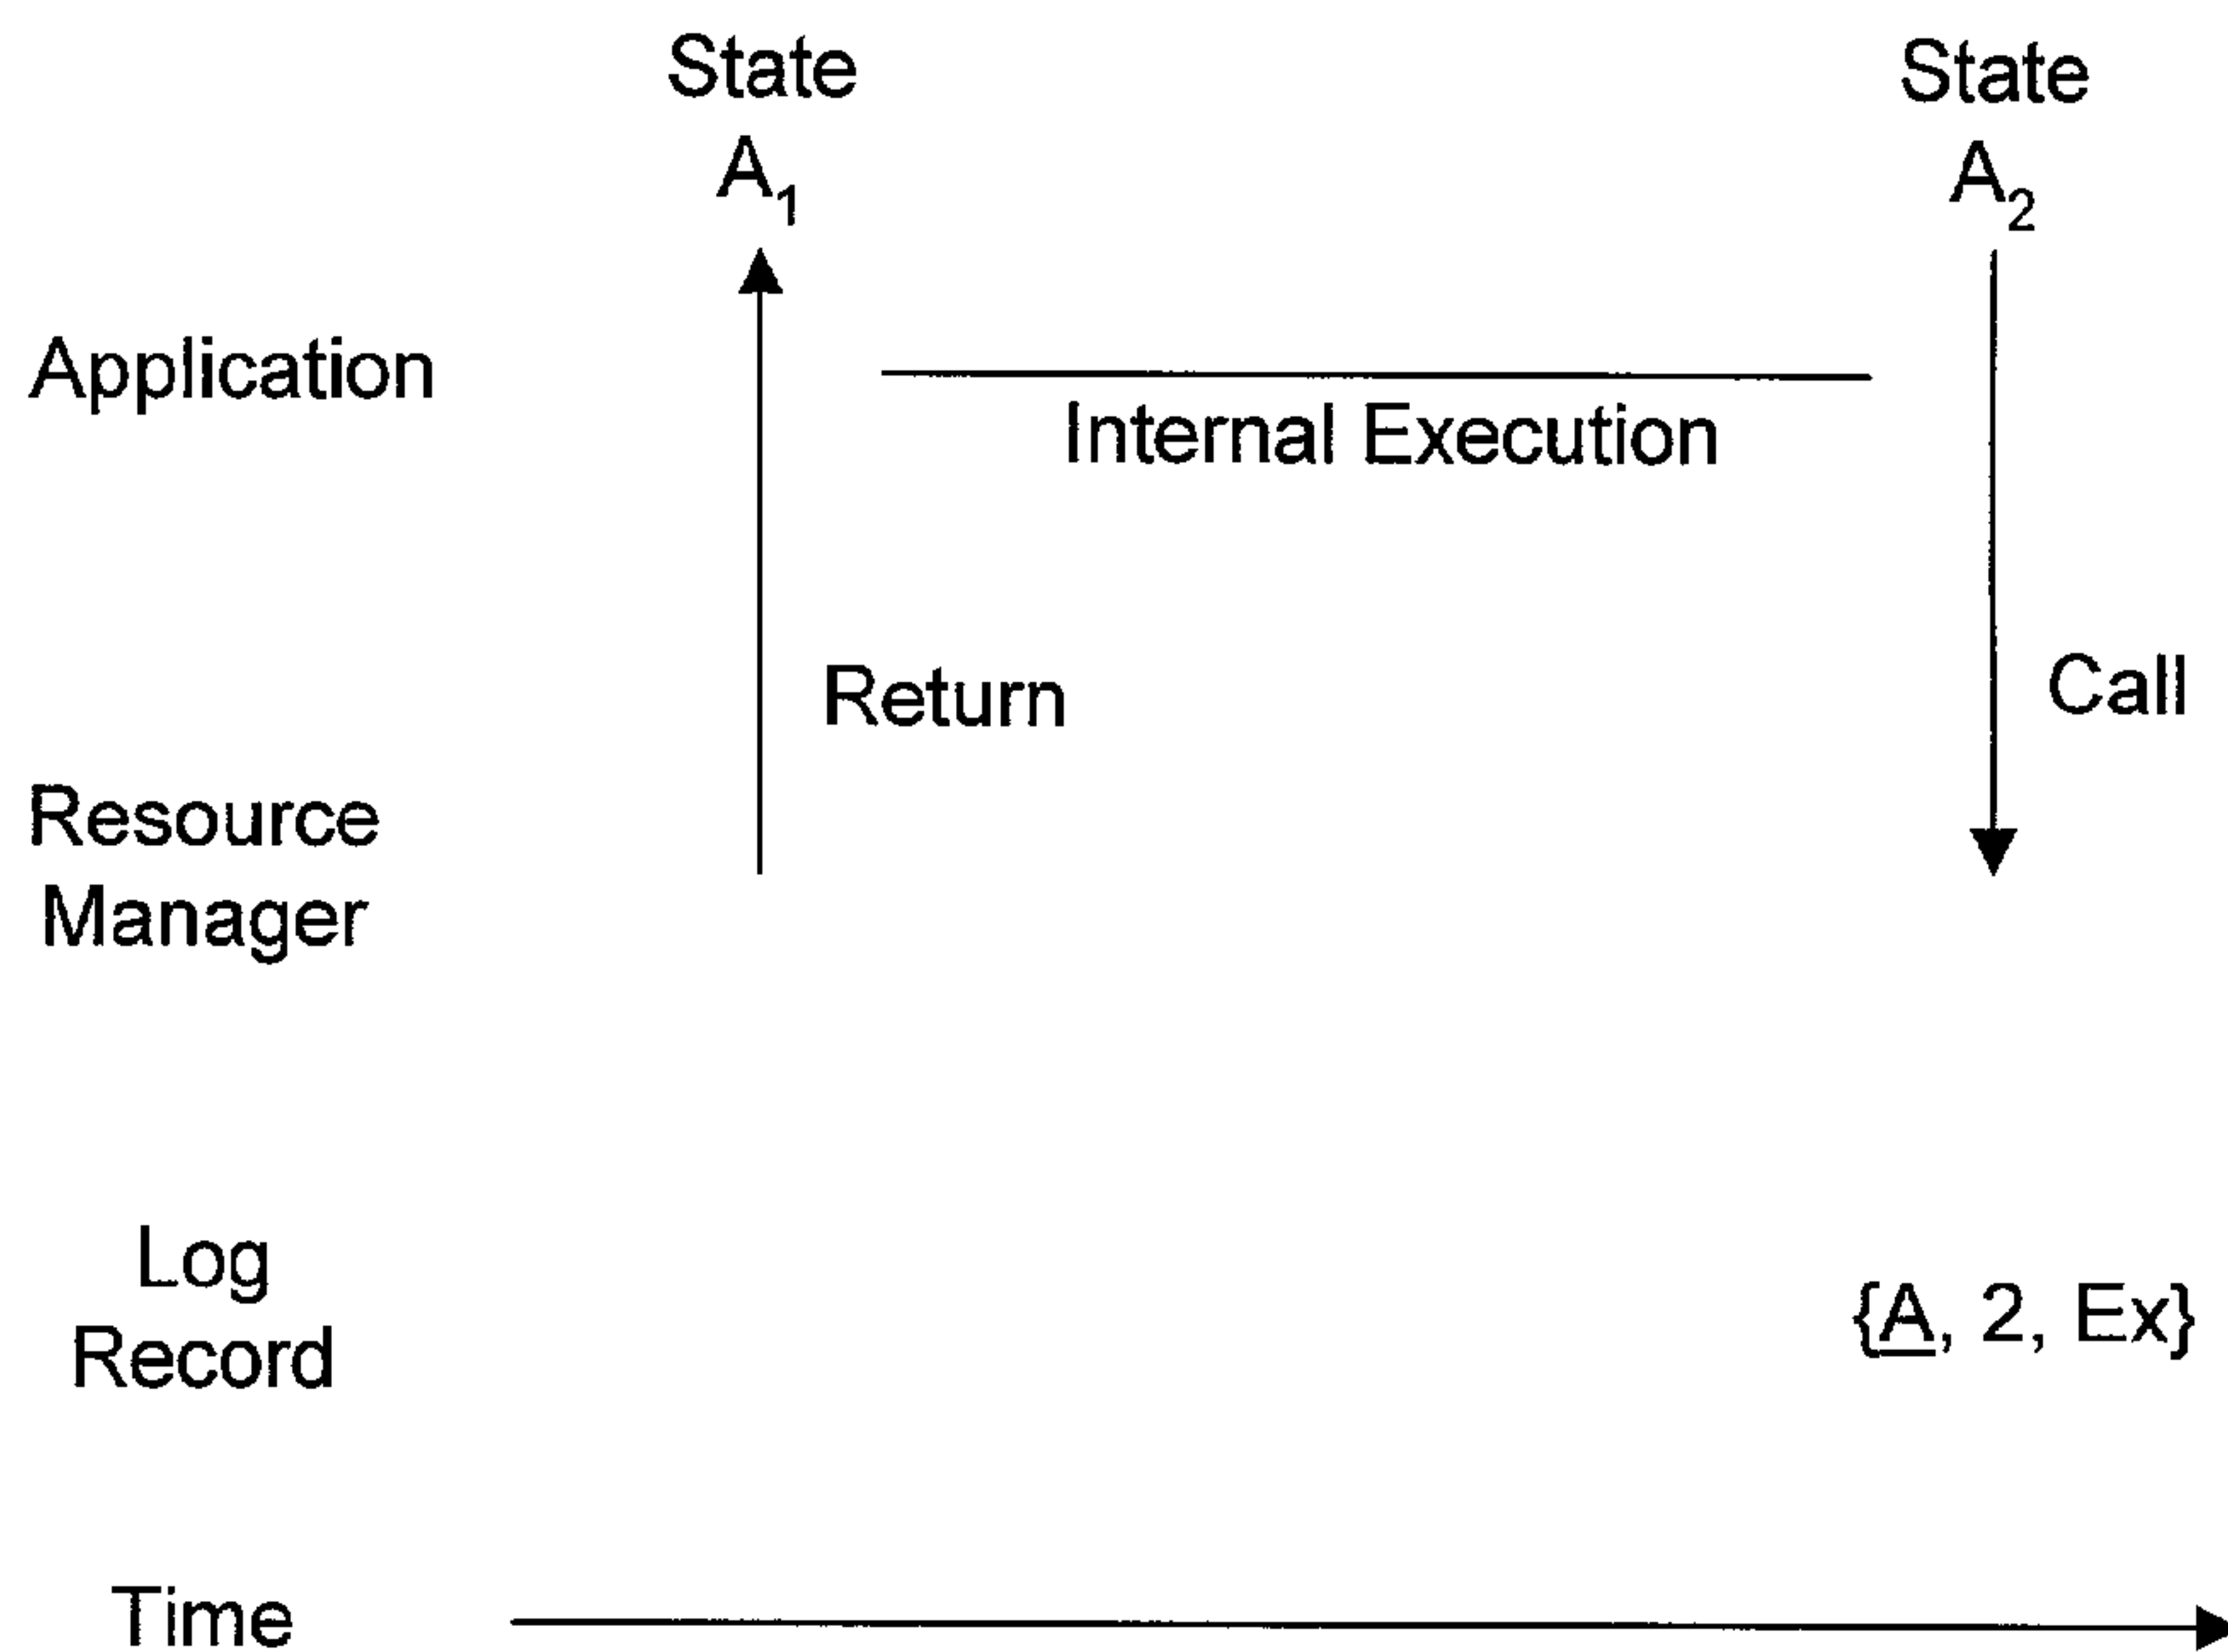 State
A₁
State
A₂
Application
Internal Execution
Return
Call
Resource
Manager
Log
Record
{A, 2, Ex}
Time